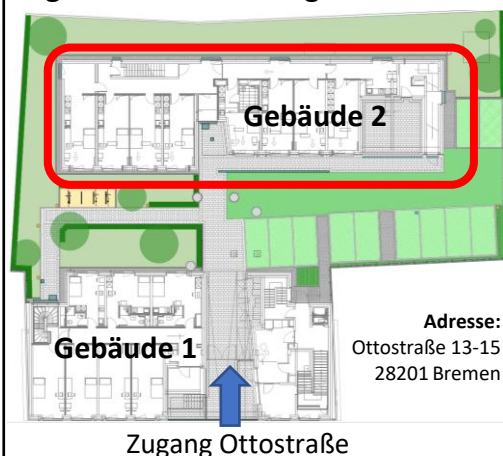 Gebäude 2
Gebäude 1
Adresse:
Ottostraße 13-15
28201 Bremen
Zugang Ottostraße